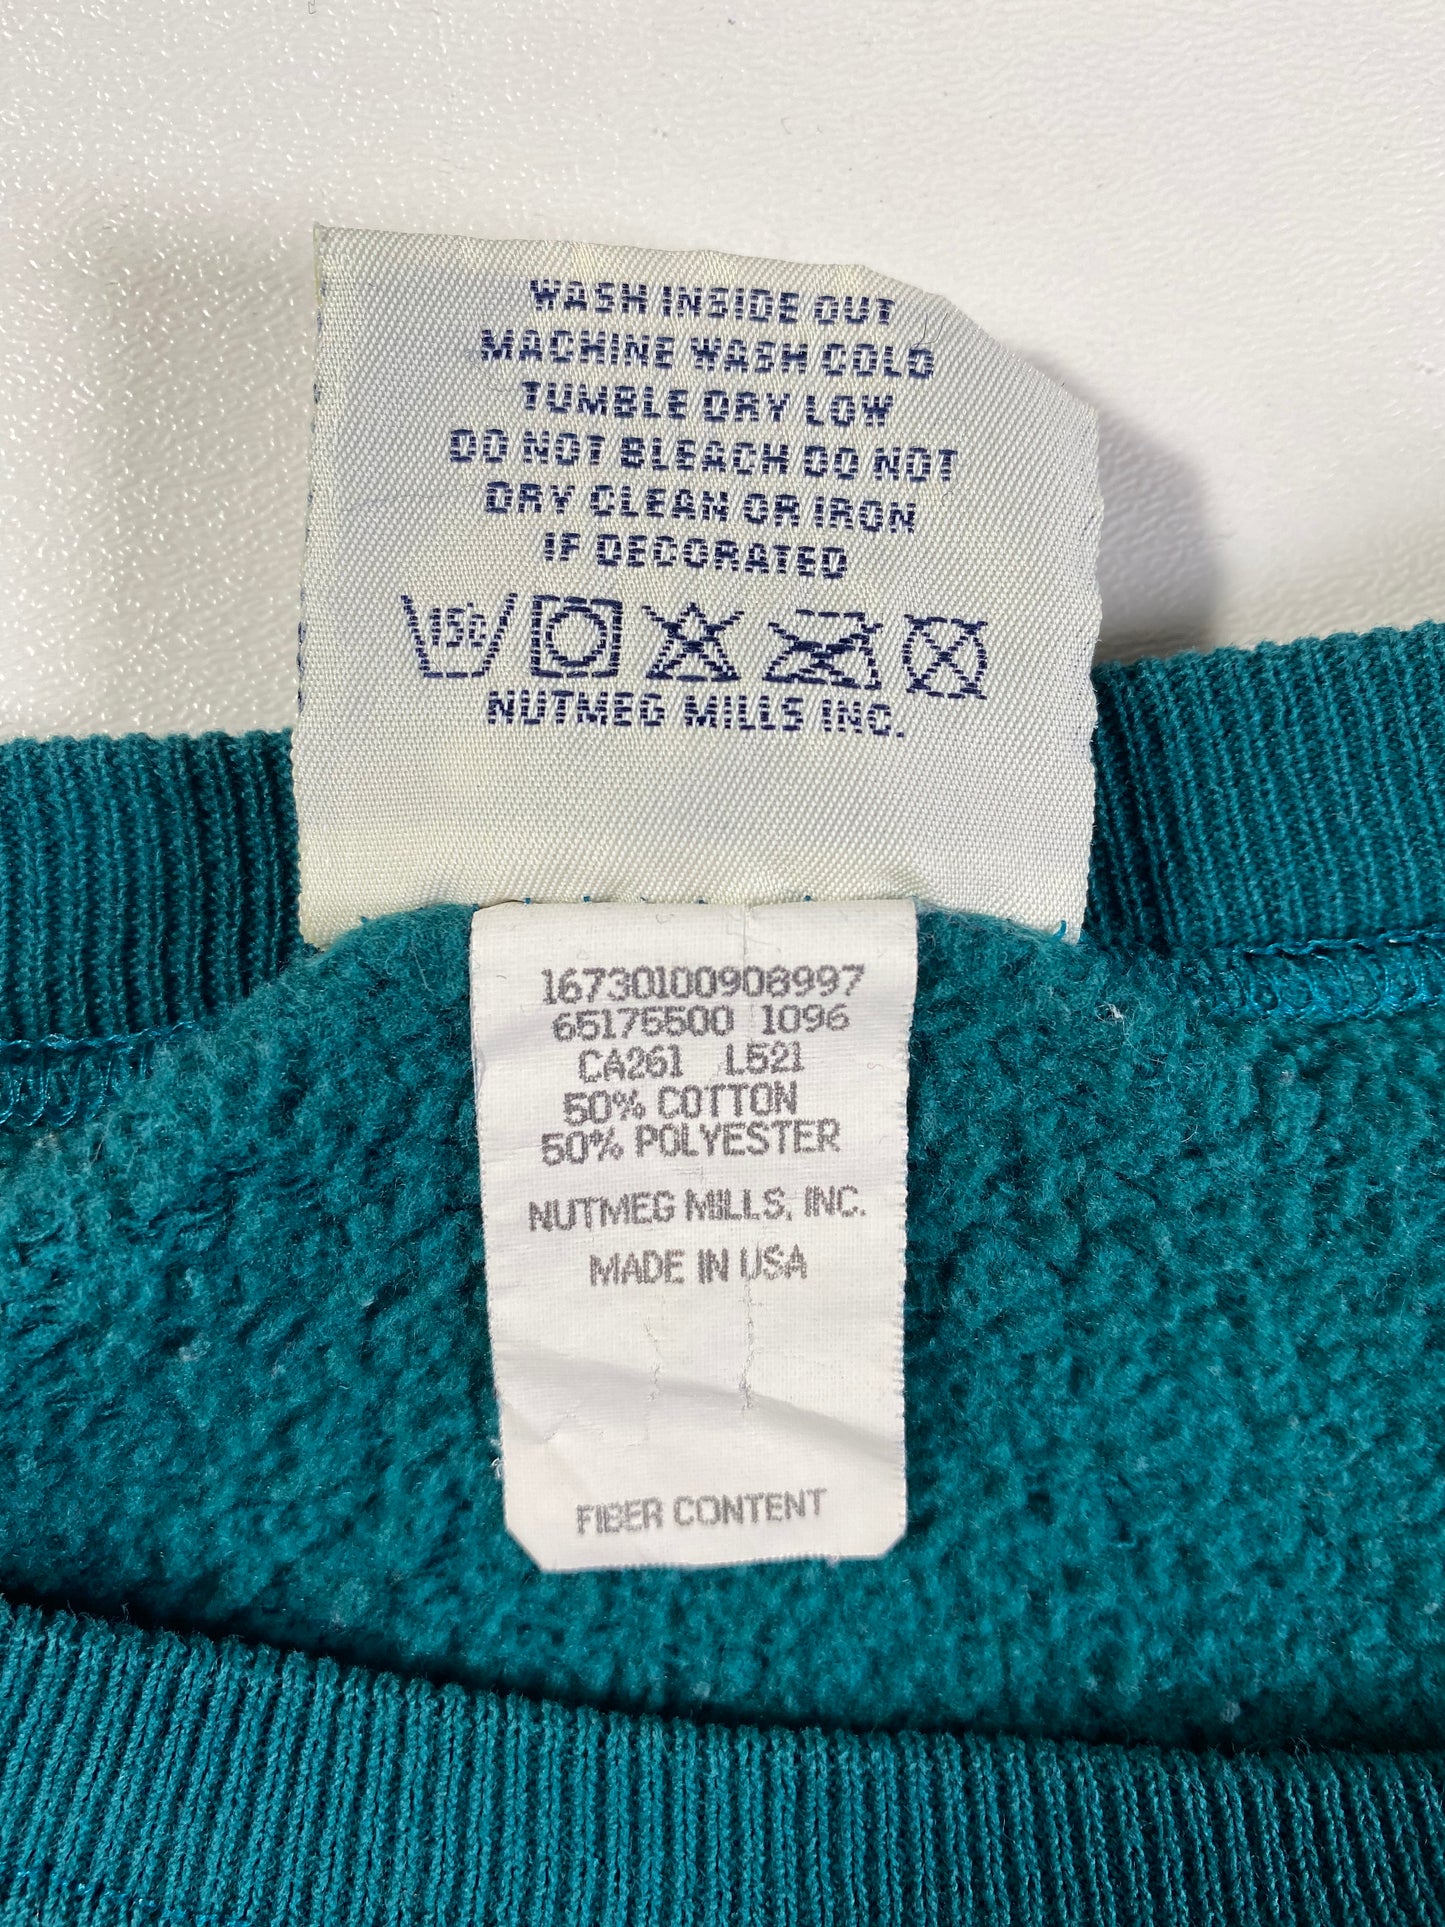 WASH INSIDE OUT
MACHINE WASH COLD
TUMBLE DRY LOW
DO NOT BLEACH DO NOT
DRY CLEAN OR IRON
IF DECORATED
NUTMEG MILLS INC.
16730100908997
65175500 1096
CA261 L521
50% COTTON
50% POLYESTER
NUTMEG MILLS, INC.
MADE IN USA
FIBER CONTENT